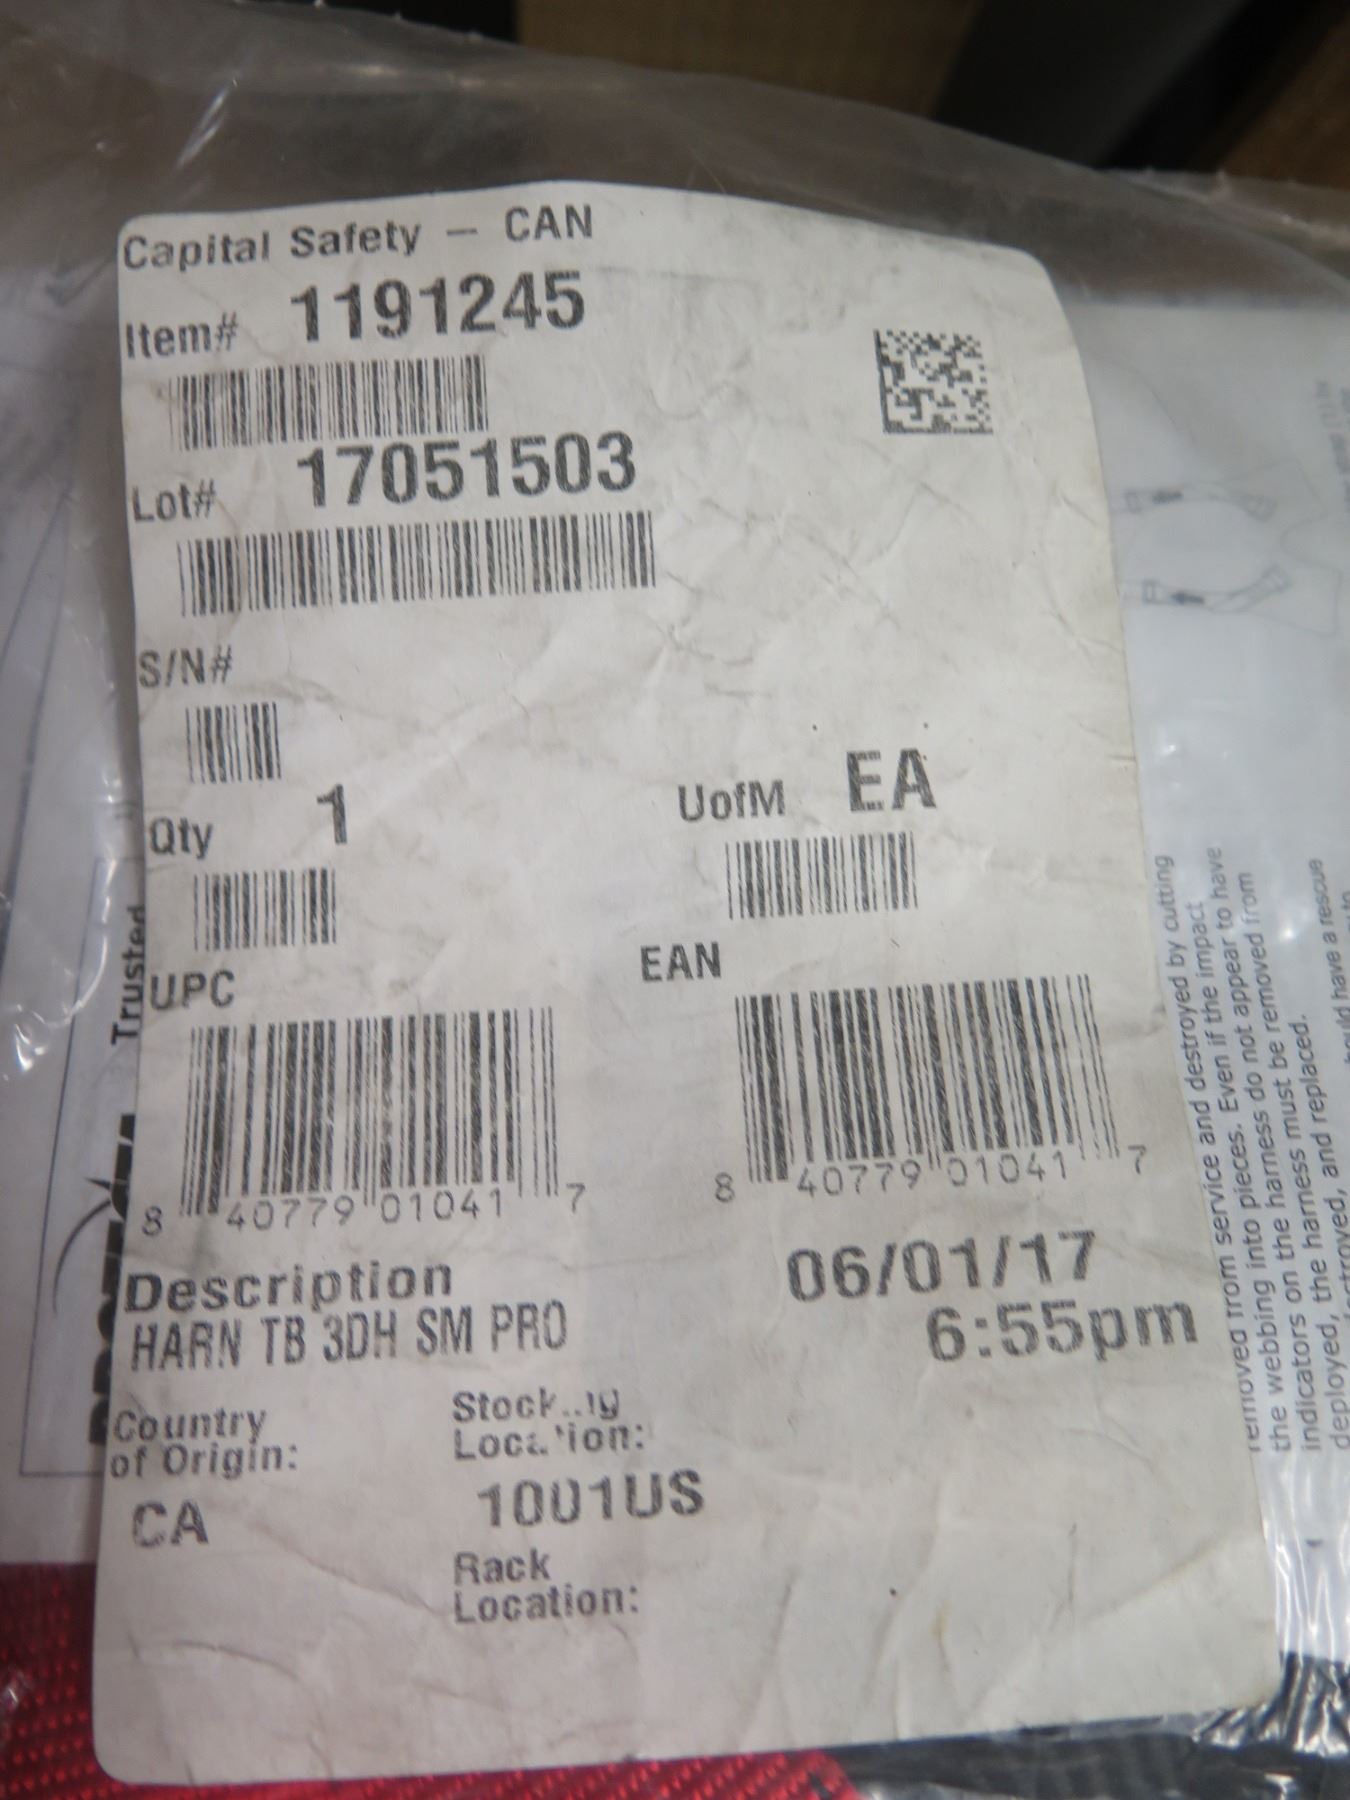 Capital Safety – CAN
Item# 1191245
Lot# 17051503
S/N#
Qty 1
UofM EA
UPC
EAN
8 40779 01041 7
8 40779 01041 7
Description
HARN TB 3DH SM PRO
06/01/17
6:55pm
Country
of Origin:
CA
Location:
1001US
Rack
Location:
Trusted
removed from service and destroyed by cutting
the webbing into pieces. Even if the impact
indicators on the harness do not appear to have
deployed, the harness must be removed from
destroyed, and replaced.
should have a rescue